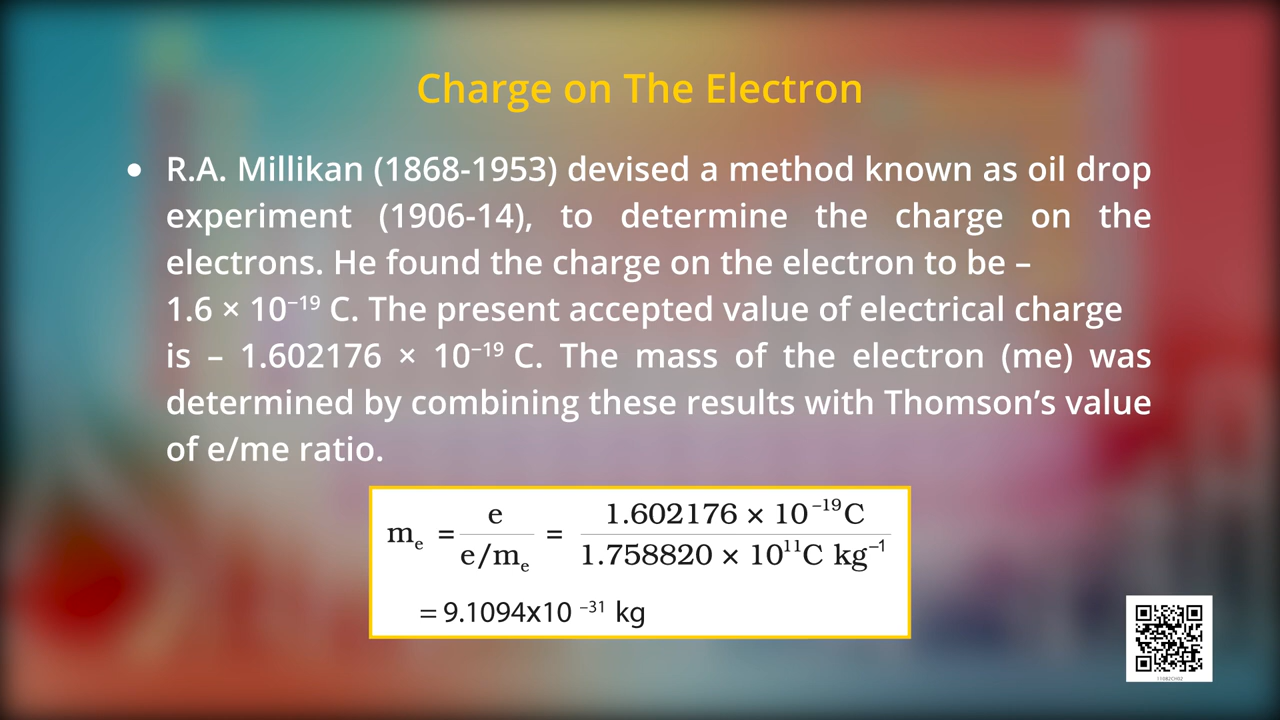 Charge on The Electron
• R.A. Millikan (1868-1953) devised a method known as oil drop
experiment (1906-14), to determine the charge on the
electrons. He found the charge on the electron to be –
1.6 × 10⁻¹⁹ C. The present accepted value of electrical charge
is – 1.602176 × 10⁻¹⁹ C. The mass of the electron (me) was
determined by combining these results with Thomson’s value
of e/me ratio.
mₑ = e / (e/mₑ) = 1.602176 × 10⁻¹⁹C / 1.758820 × 10¹¹C kg⁻¹
= 9.1094x10 ⁻³¹ kg